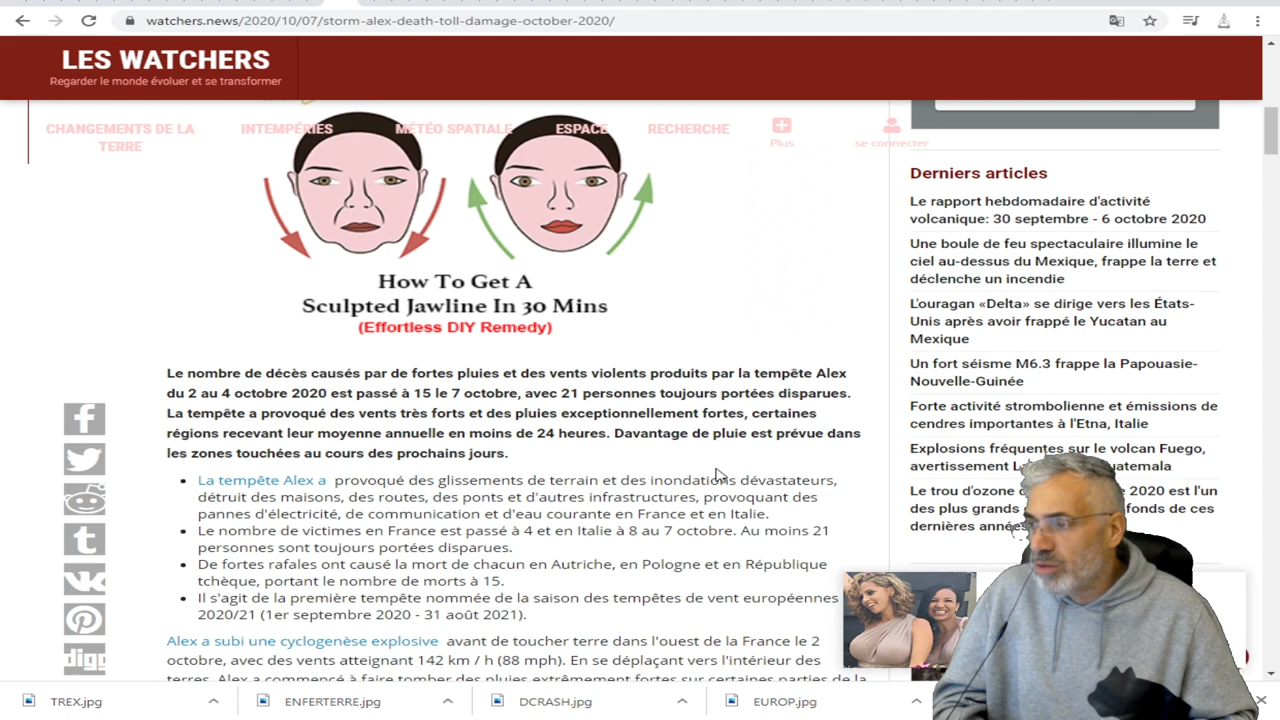 watchers.news/2020/10/07/storm-alex-death-toll-damage-october-2020/
LES WATCHERS
Regarder le monde évoluer et se transformer
CHANGEMENTS DE LA
TERRE
INTEMPÉRIES
MÉTÉO SPATIALE
ESPACE
RECHERCHE
Plus
se connecter
How To Get A
Sculpted Jawline In 30 Mins
(Effortless DIY Remedy)
Le nombre de décès causés par de fortes pluies et des vents violents produits par la tempête Alex
du 2 au 4 octobre 2020 est passé à 15 le 7 octobre, avec 21 personnes toujours portées disparues.
La tempête a provoqué des vents très forts et des pluies exceptionnellement fortes, certaines
régions recevant leur moyenne annuelle en moins de 24 heures. Davantage de pluie est prévue dans
les zones touchées au cours des prochains jours.
La tempête Alex a provoqué des glissements de terrain et des inondations dévastateurs,
détruit des maisons, des routes, des ponts et d'autres infrastructures, provoquant des
pannes d'électricité, de communication et d'eau courante en France et en Italie.
Le nombre de victimes en France est passé à 4 et en Italie à 8 au 7 octobre. Au moins 21
personnes sont toujours portées disparues.
De fortes rafales ont causé la mort de chacun en Autriche, en Pologne et en République
tchèque, portant le nombre de morts à 15.
Il s'agit de la première tempête nommée de la saison des tempêtes de vent européennes
2020/21 (1er septembre 2020 - 31 août 2021).
Alex a subi une cyclogenèse explosive avant de toucher terre dans l'ouest de la France le 2
octobre, avec des vents atteignant 142 km / h (88 mph). En se déplaçant vers l'intérieur des
terres, Alex a commencé à faire tomber des pluies extrêmement fortes sur certaines parties de la
Derniers articles
Le rapport hebdomadaire d'activité
volcanique: 30 septembre - 6 octobre 2020
Une boule de feu spectaculaire illumine le
ciel au-dessus du Mexique, frappe la terre et
déclenche un incendie
L'ouragan «Delta» se dirige vers les États-
Unis après avoir frappé le Yucatan au
Mexique
Un fort séisme M6.3 frappe la Papouasie-
Nouvelle-Guinée
Forte activité strombolienne et émissions de
cendres importantes à l'Etna, Italie
Explosions fréquentes sur le volcan Fuego,
avertissement
Le trou d'ozone 2020 est l'un
des plus grands fonds de ces
dernières
digg
TREX.jpg
ENFERTERRE.jpg
DCRASH.jpg
EUROP.jpg